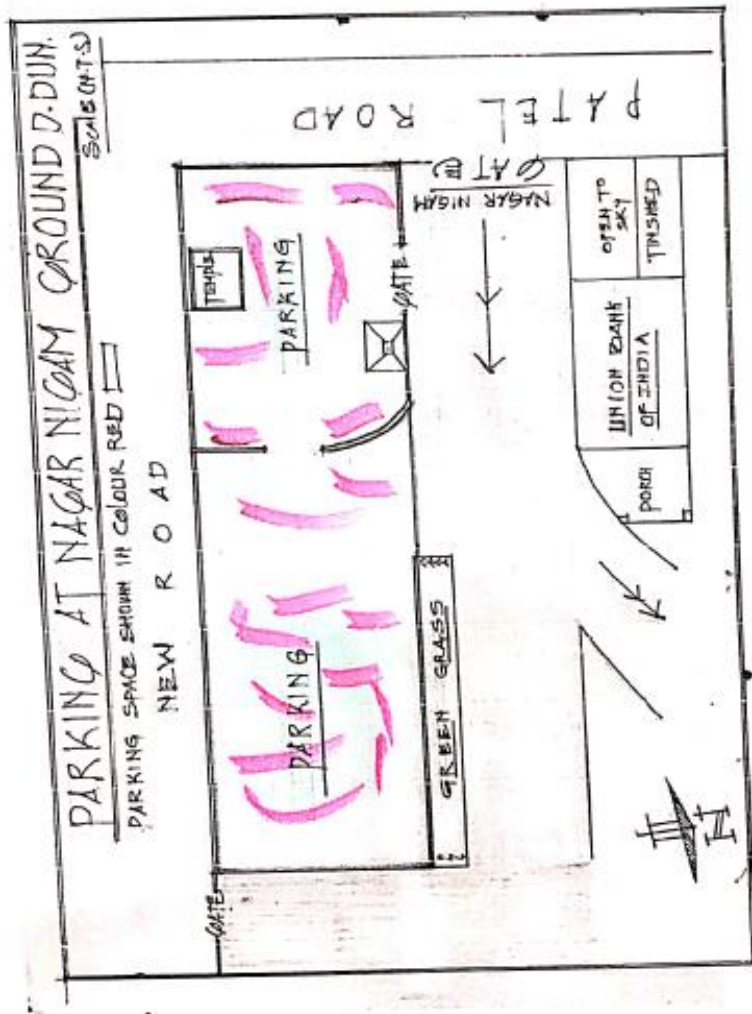 PARKING AT NAGAR NIGAM GROUND D.DUN.
SCALE (N.T.S)
PARKING SPACE SHOWN IN COLOUR RED
NEW ROAD
PATEL ROAD
GATE
TEMPLE
PARKING
PARKING
GATE
NAGAR NIGAM
GATE
GREEN GRASS
OPEN TO
SKY
TINSHED
UNION BANK
OF INDIA
PORCH
N